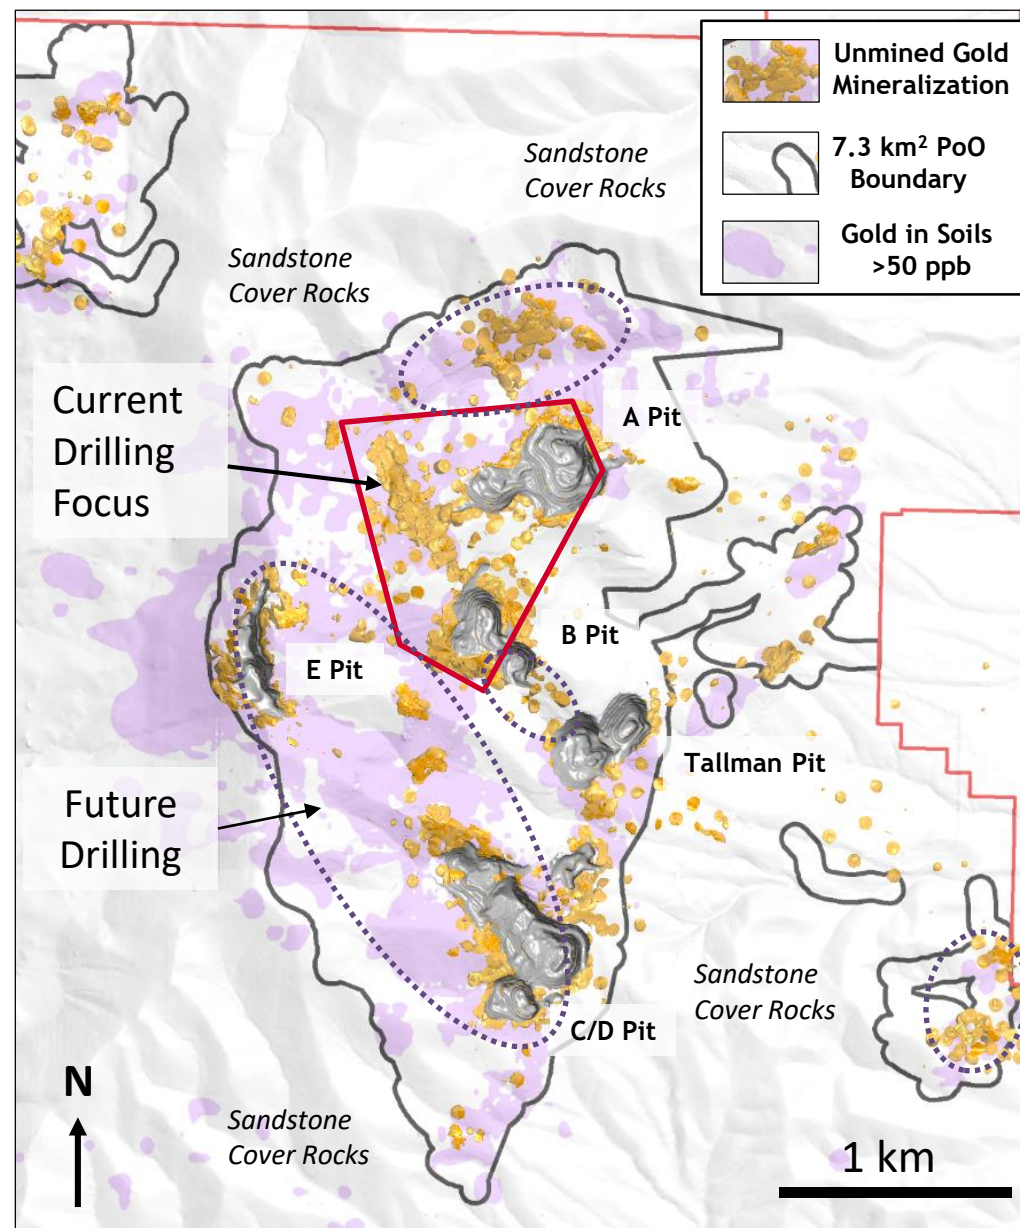 Unmined Gold
Mineralization
7.3 km² PoO
Boundary
Gold in Soils
>50 ppb
Sandstone
Cover Rocks
Sandstone
Cover Rocks
Current
Drilling
Focus
A Pit
B Pit
E Pit
Tallman Pit
Future
Drilling
Sandstone
Cover Rocks
C/D Pit
N
Sandstone
Cover Rocks
1 km